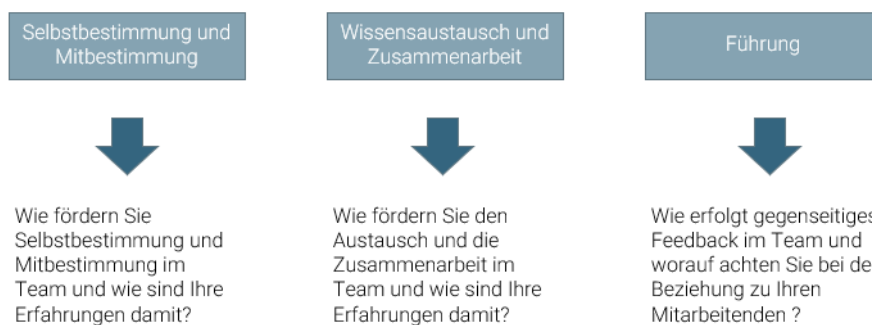 Selbstbestimmung und
Mitbestimmung
Wissensaustausch und
Zusammenarbeit
Führung
Wie fördern Sie
Selbstbestimmung und
Mitbestimmung im
Team und wie sind Ihre
Erfahrungen damit?
Wie fördern Sie den
Austausch und die
Zusammenarbeit im
Team und wie sind Ihre
Erfahrungen damit?
Wie erfolgt gegenseitiges
Feedback im Team und
worauf achten Sie bei de
Beziehung zu Ihren
Mitarbeitenden ?